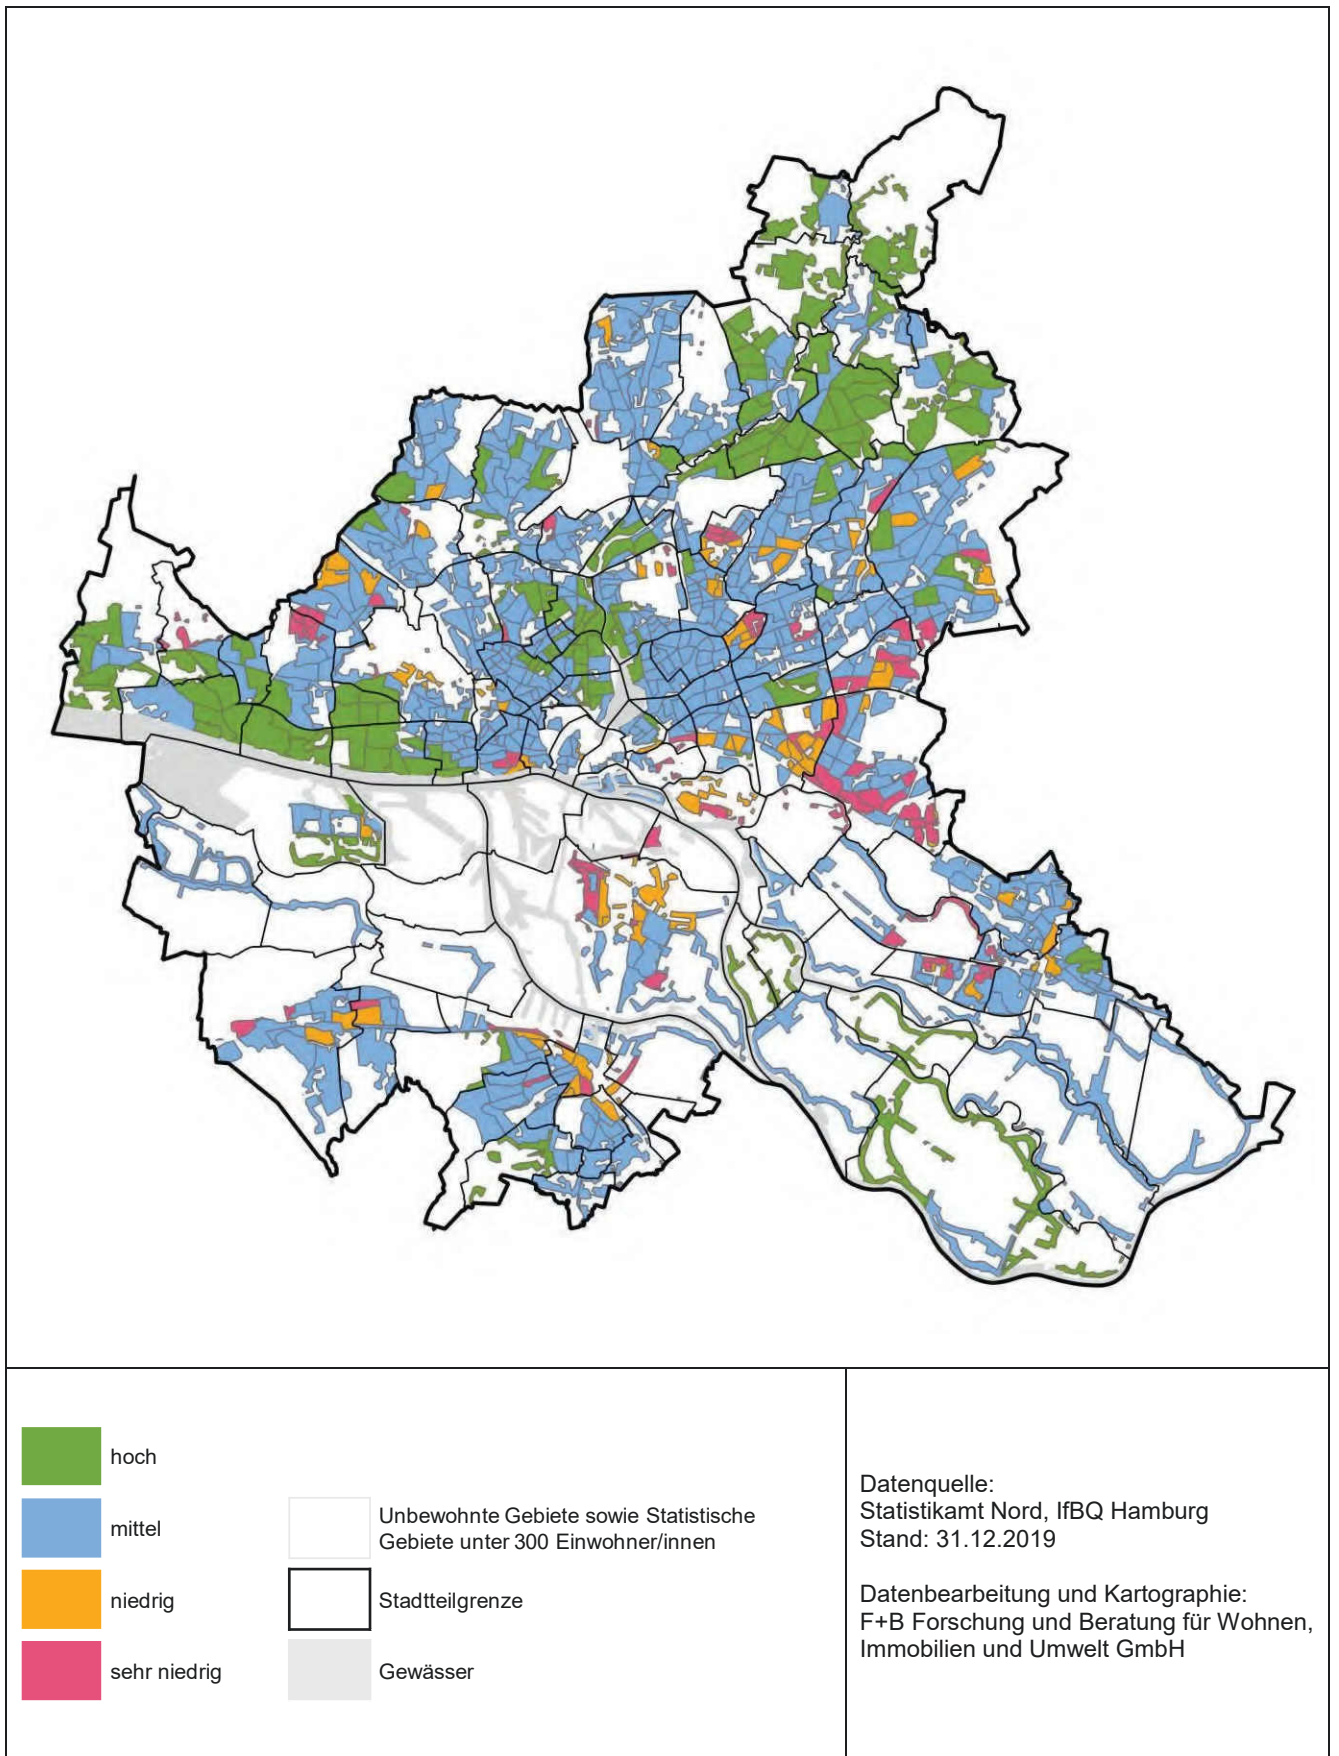 hoch
mittel
niedrig
sehr niedrig
Unbewohnte Gebiete sowie Statistische
Gebiete unter 300 Einwohner/innen
Stadtteilgrenze
Gewässer
Datenquelle:
Statistikamt Nord, IfBQ Hamburg
Stand: 31.12.2019
Datenbearbeitung und Kartographie:
F+B Forschung und Beratung für Wohnen,
Immobilien und Umwelt GmbH